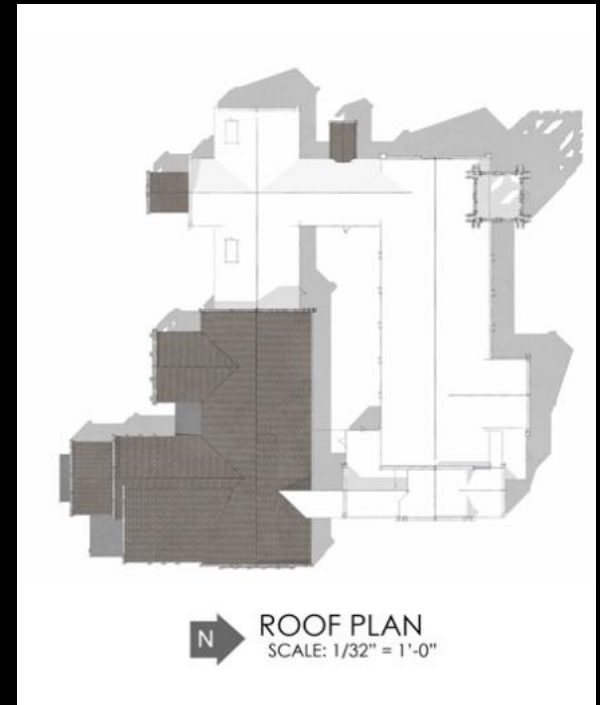 N
ROOF PLAN
SCALE: 1/32" = 1'-0"